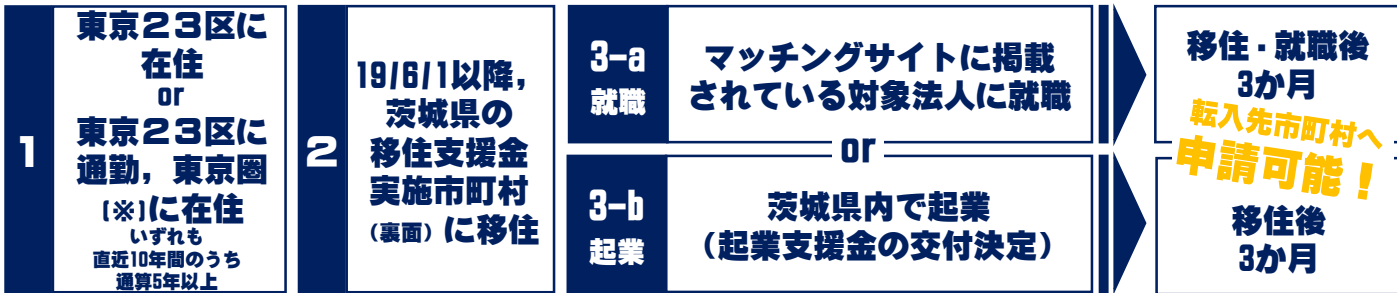 1
東京２３区に
在住
or
東京２３区に
通勤，東京圏
(※)に在住
いずれも
直近10年間のうち
通算5年以上
2
19/6/1以降，
茨城県の
移住支援金
実施市町村
（裏面）に移住
3-a
就職
マッチングサイトに掲載
されている対象法人に就職
or
3-b
起業
茨城県内で起業
（起業支援金の交付決定）
移住・就職後
3か月
転入先市町村へ
申請可能！
移住後
3か月